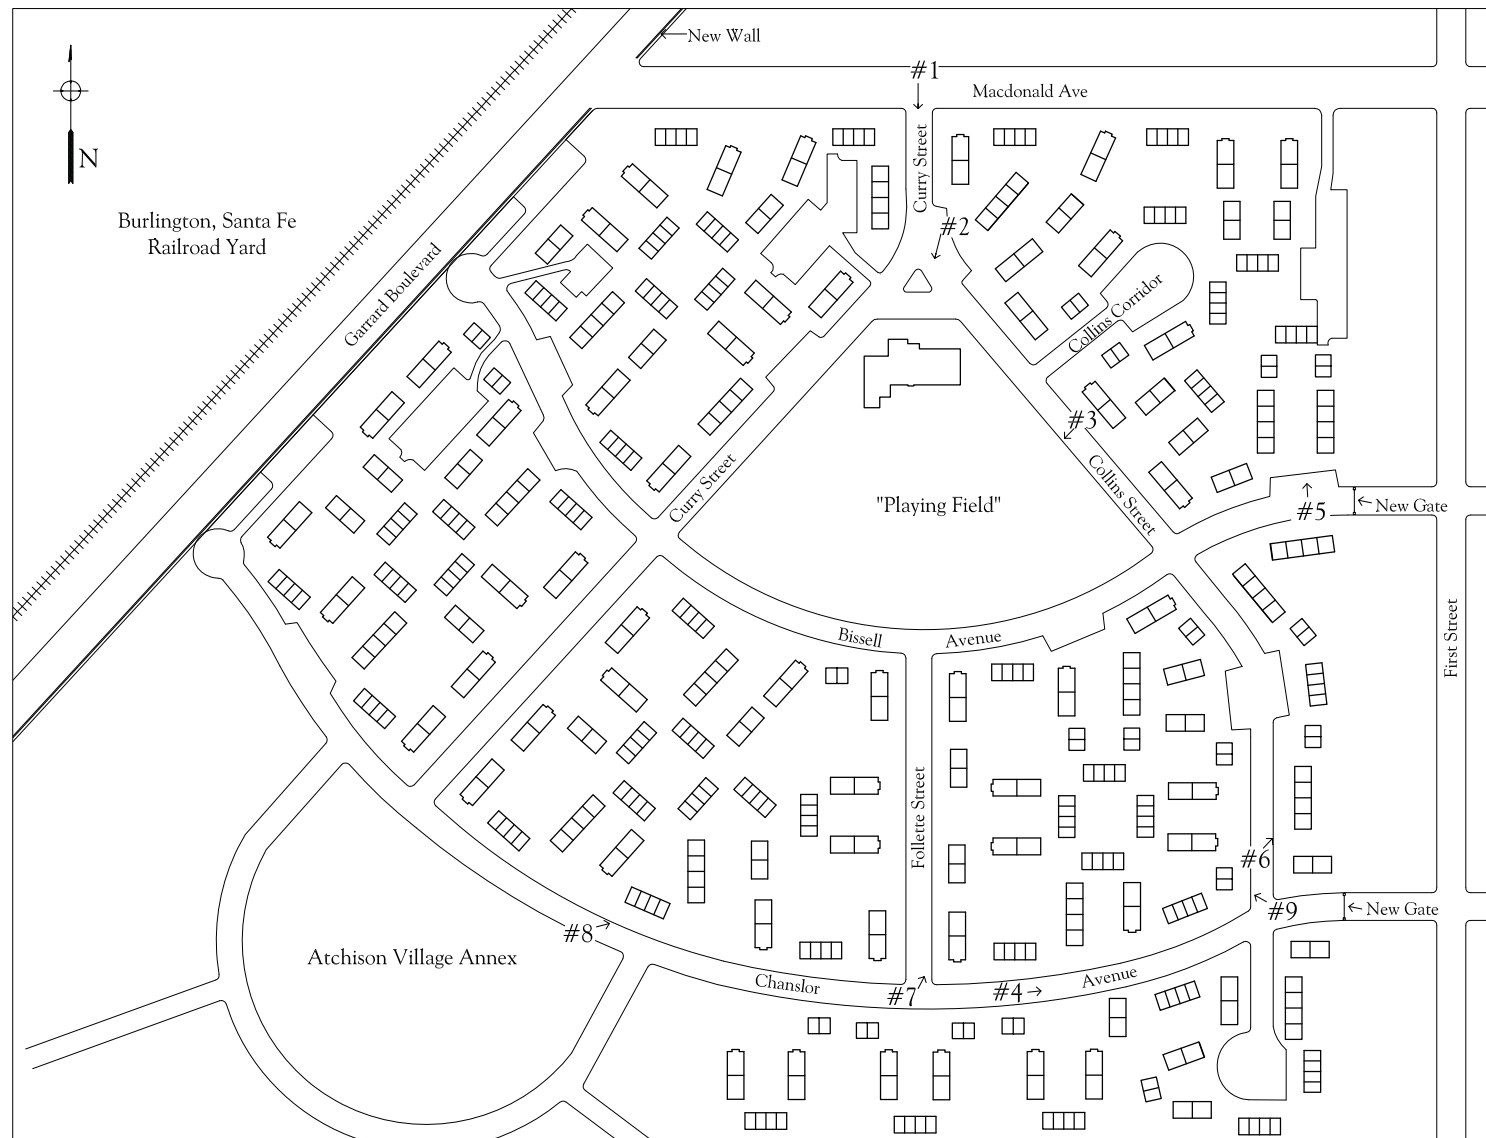 New Wall
#1
Macdonald Ave
N
Curry Street
Burlington, Santa Fe
Railroad Yard
#2
Garrard Boulevard
Collins Corridor
#3
Curry Street
"Playing Field"
Collins Street
New Gate
#5
Bissell
Avenue
First Street
Follette Street
#6
New Gate
#9
#8
Atchison Village Annex
Chanslor
Avenue
#7
#4